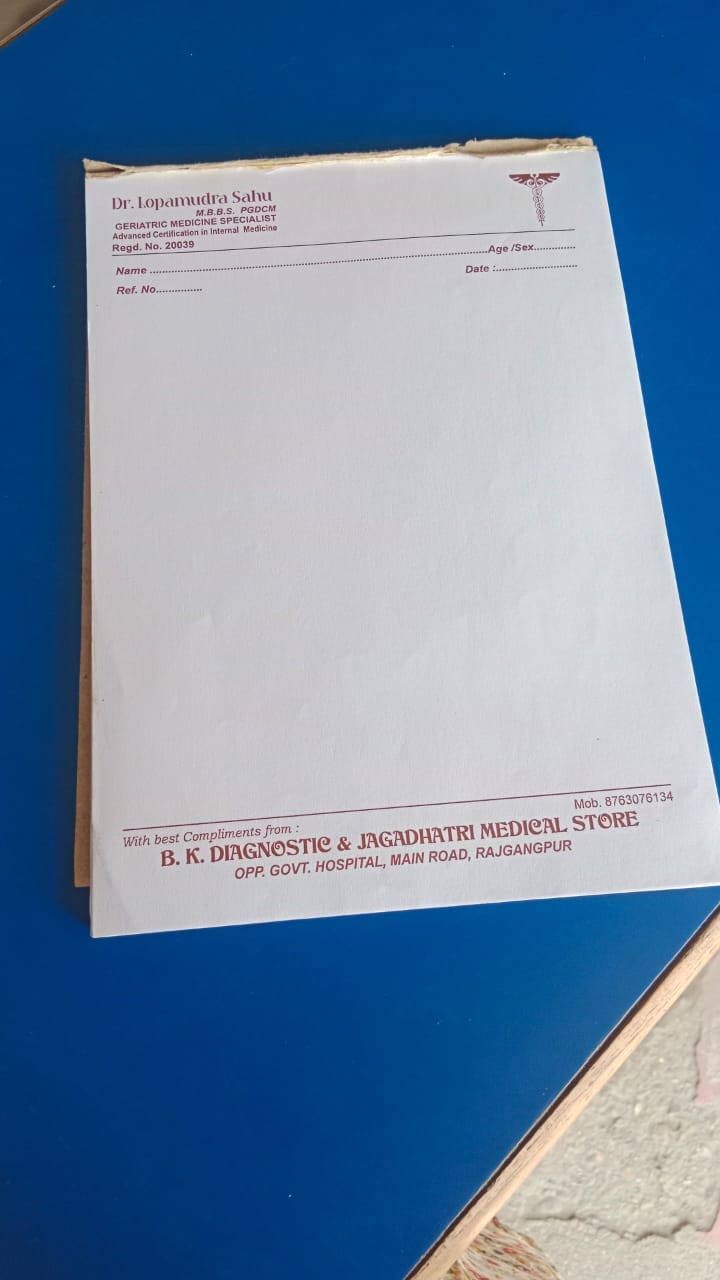 Dr. Lopamudra Sahu
M.B.B.S. PGDCM
GERIATRIC MEDICINE SPECIALIST
Advanced Certification in Internal Medicine
Regd. No. 20039
Name ............................................................................................Age /Sex.............
Ref. No............... Date :.........................
Mob. 8763076134
With best Compliments from :
B. K. DIAGNOSTIC & JAGADHATRI MEDICAL STORE
OPP. GOVT. HOSPITAL, MAIN ROAD, RAJGANGPUR